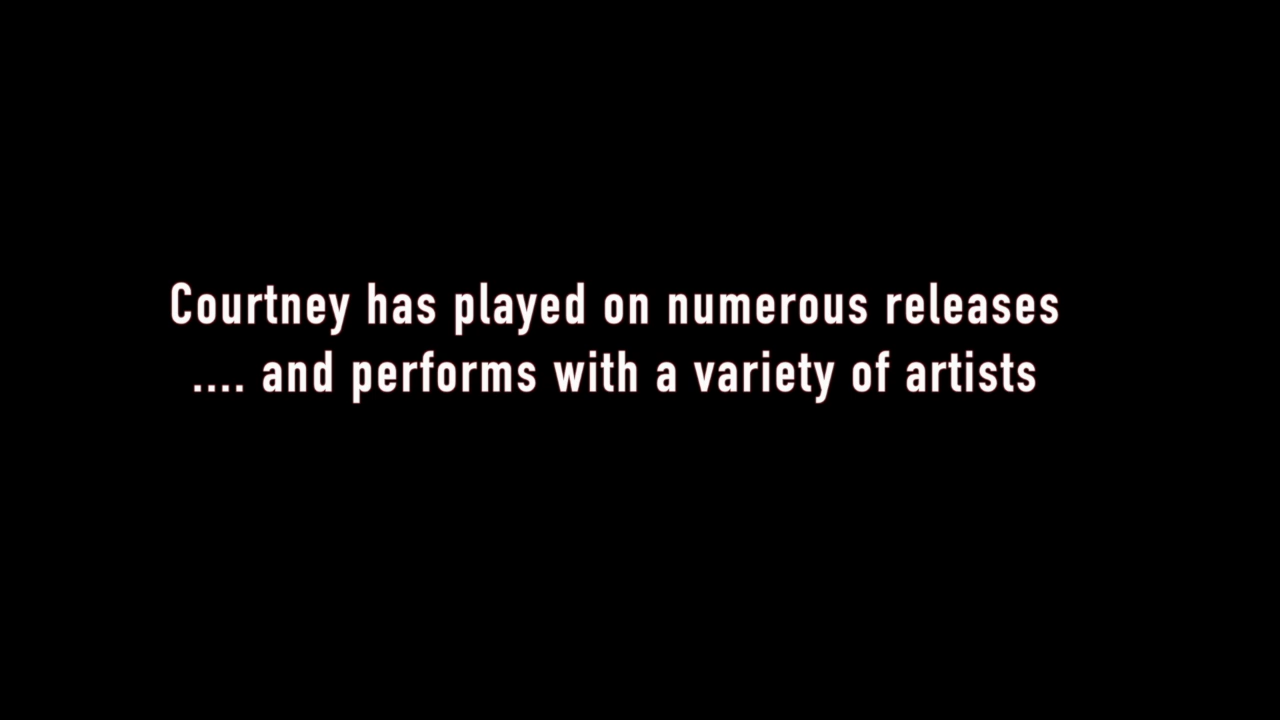 Courtney has played on numerous releases
.... and performs with a variety of artists